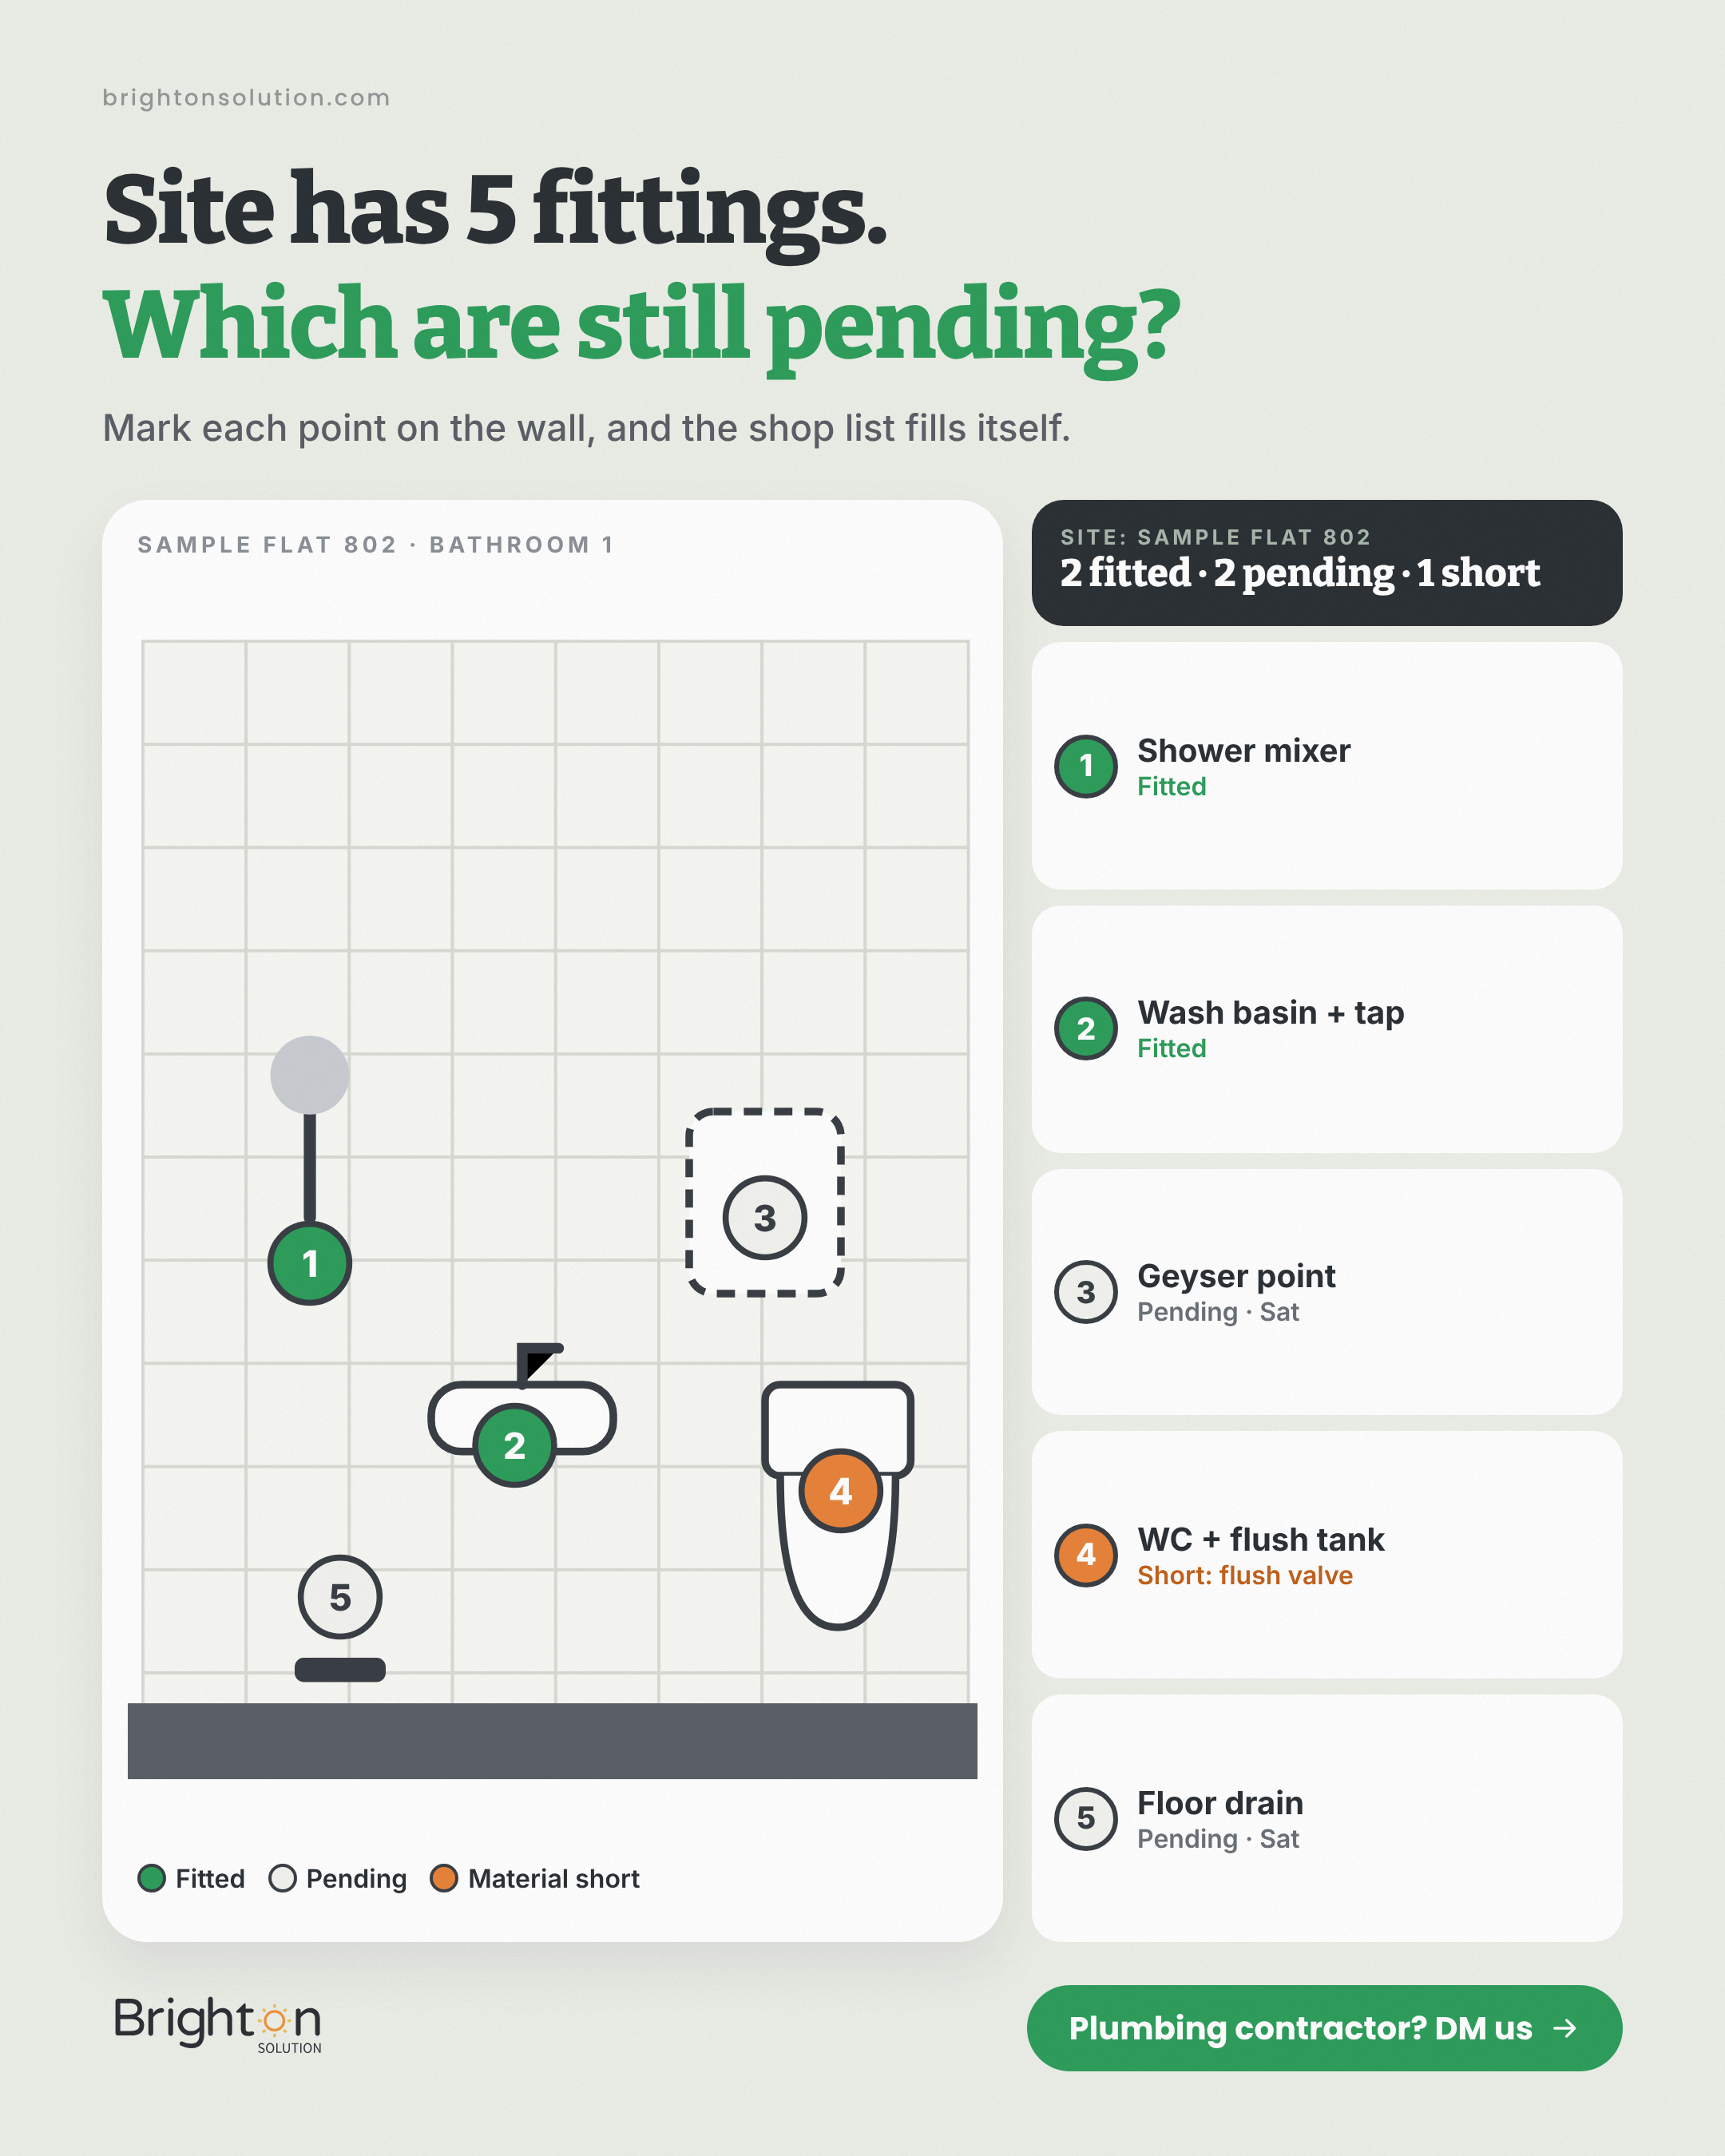 brightonsolution.com
Site has 5 fittings.
Which are still pending?
Mark each point on the wall, and the shop list fills itself.
SAMPLE FLAT 802 · BATHROOM 1
1
3
2
4
5
Fitted
Pending
Material short
SITE: SAMPLE FLAT 802
2 fitted · 2 pending · 1 short
1
Shower mixer
Fitted
2
Wash basin + tap
Fitted
3
Geyser point
Pending · Sat
4
WC + flush tank
Short: flush valve
5
Floor drain
Pending · Sat
Brighton
SOLUTION
Plumbing contractor? DM us →